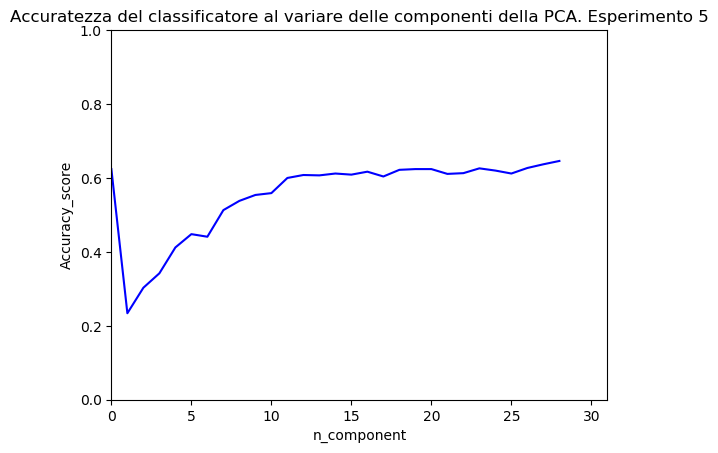 Accuratezza del classificatore al variare delle componenti della PCA. Esperimento 5
1.0
0.8
0.6
0.4
0.2
0.0
Accuracy_score
0 5 10 15 20 25 30
n_component